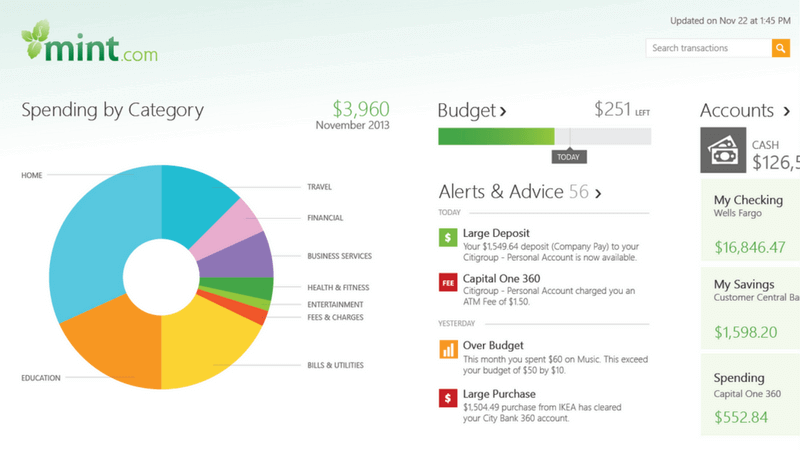 mint.com
Updated on Nov 22 at 1:45 PM
Search transactions
Spending by Category
$3,960
November 2013
HOME
TRAVEL
FINANCIAL
BUSINESS SERVICES
HEALTH & FITNESS
ENTERTAINMENT
FEES & CHARGES
BILLS & UTILITIES
EDUCATION
Budget
$251 LEFT
TODAY
Alerts & Advice 56
TODAY
$
Large Deposit
Your $1,549.64 deposit (Company Pay) to your
Citigroup - Personal Account is now available.
FEE
Capital One 360
Citigroup - Personal Account charged you an
ATM Fee of $1.50.
YESTERDAY
Over Budget
This month you spent $60 on Music. This exceed
your budget of $50 by $10.
$
Large Purchase
$1,504.49 purchase from IKEA has cleared
your City Bank 360 account.
Accounts
CASH
$126,5
My Checking
Wells Fargo
$16,846.47
My Savings
Customer Central Ba
$1,598.20
Spending
Capital One 360
$552.84